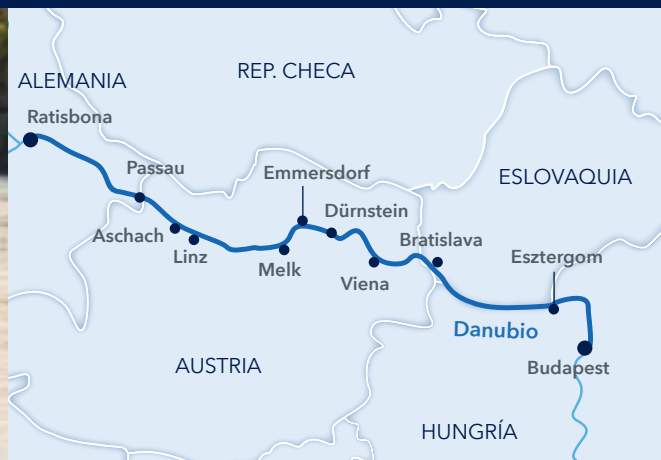 REP. CHECA
ALEMANIA
Ratisbona
Passau
Emmersdorf
ESLOVAQUIA
Dürnstein
Aschach
Bratislava
Linz
Esztergom
Melk
Viena
Danubio
AUSTRIA
Budapest
HUNGRÍA